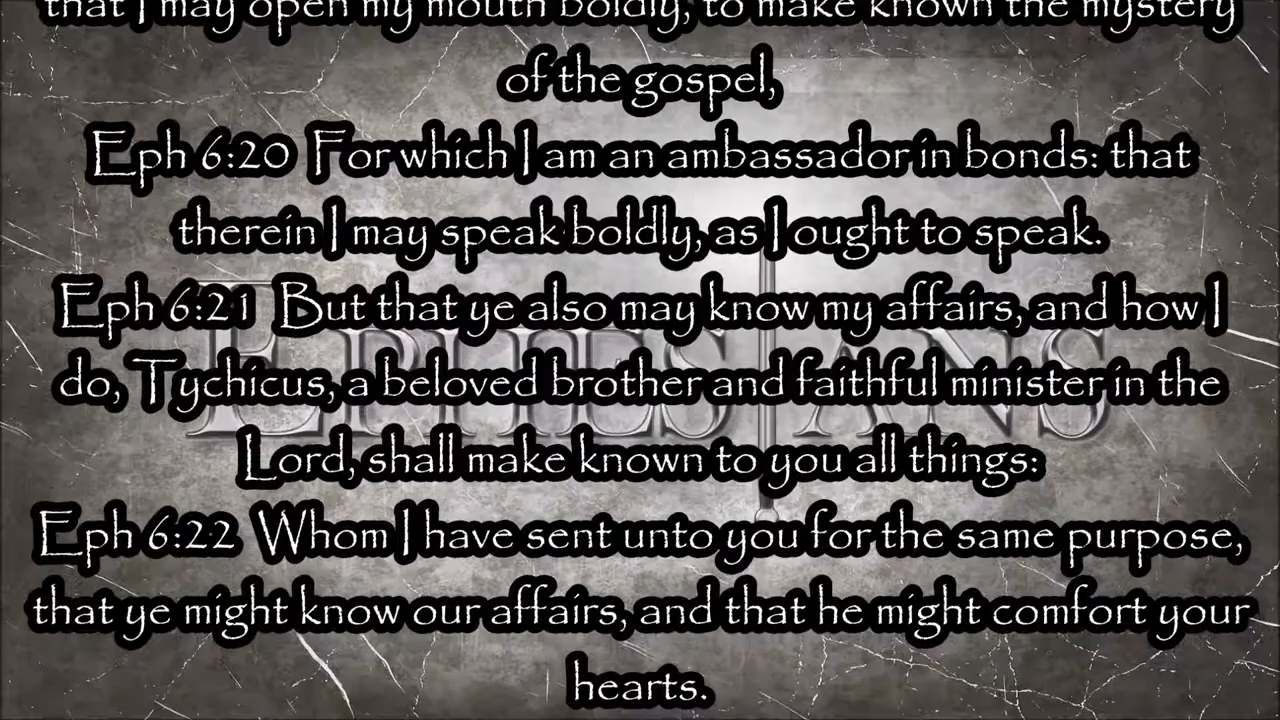 that I may open my mouth boldly, to make known the mystery
of the gospel,
Eph 6:20 For which I am an ambassador in bonds: that
therein I may speak boldly, as I ought to speak.
Eph 6:21 But that ye also may know my affairs, and how I
EPHESIANS
do, Tychicus, a beloved brother and faithful minister in the
Lord, shall make known to you all things:
Eph 6:22 Whom I have sent unto you for the same purpose,
that ye might know our affairs, and that he might comfort your
hearts.